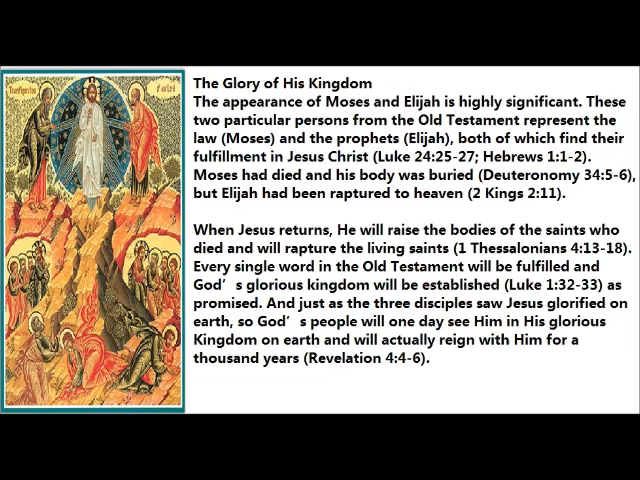 Transfiguration
of our Lord
The Glory of His Kingdom
The appearance of Moses and Elijah is highly significant. These
two particular persons from the Old Testament represent the
law (Moses) and the prophets (Elijah), both of which find their
fulfillment in Jesus Christ (Luke 24:25-27; Hebrews 1:1-2).
Moses had died and his body was buried (Deuteronomy 34:5-6),
but Elijah had been raptured to heaven (2 Kings 2:11).
When Jesus returns, He will raise the bodies of the saints who
died and will rapture the living saints (1 Thessalonians 4:13-18).
Every single word in the Old Testament will be fulfilled and
God’s glorious kingdom will be established (Luke 1:32-33) as
promised. And just as the three disciples saw Jesus glorified on
earth, so God’s people will one day see Him in His glorious
Kingdom on earth and will actually reign with Him for a
thousand years (Revelation 4:4-6).